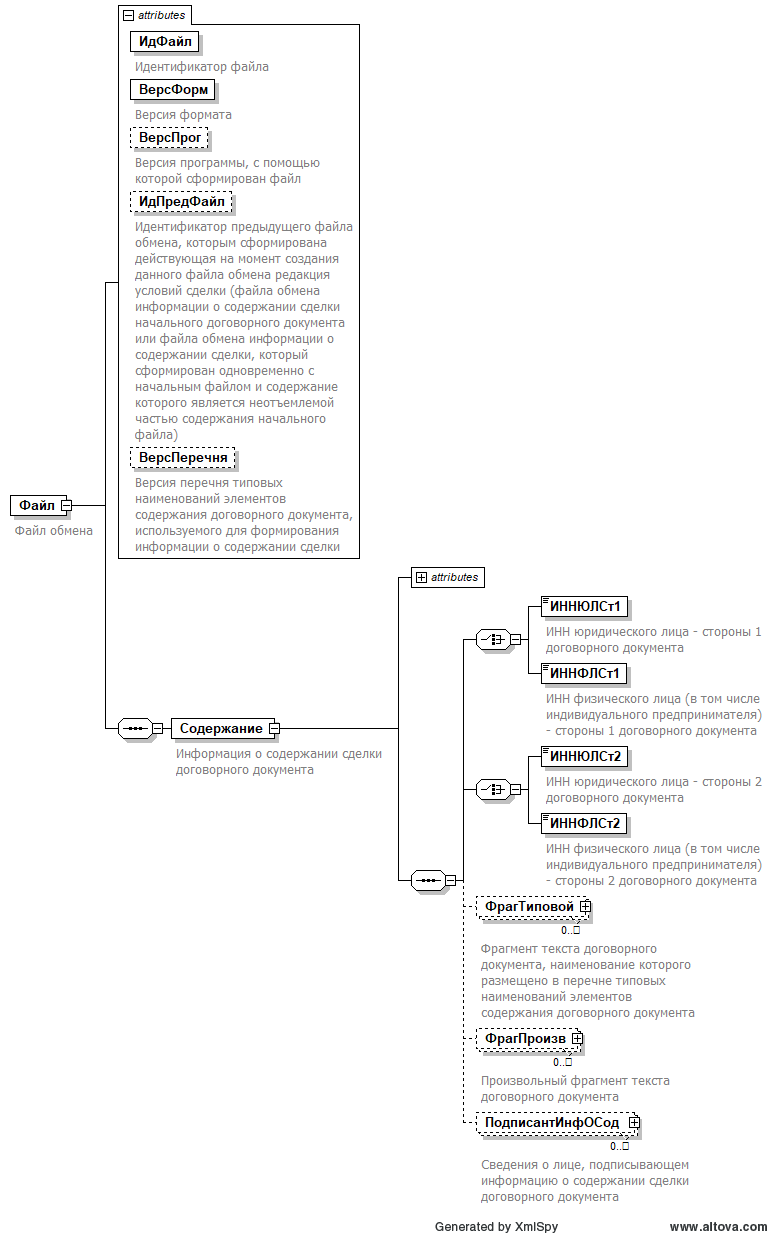 attributes
ИдФайл
Идентификатор файла
ВерсФорм
Версия формата
ВерсПрог
Версия программы, с помощью
которой сформирован файл
ИдПредФайл
Идентификатор предыдущего файла
обмена, которым сформирована
действующая на момент создания
данного файла обмена редакция
условий сделки (файла обмена
информации о содержании сделки
начального договорного документа
или файла обмена информации о
содержании сделки, который
сформирован одновременно с
начальным файлом и содержание
которого является неотъемлемой
частью содержания начального
файла)
ВерсПеречня
Версия перечня типовых
наименований элементов
содержания договорного документа,
используемого для формирования
информации о содержании сделки
Файл
Файл обмена
Содержание
Информация о содержании сделки
договорного документа
attributes
ИННЮЛСт1
ИНН юридического лица - стороны 1
договорного документа
ИННФЛСт1
ИНН физического лица (в том числе
индивидуального предпринимателя)
- стороны 1 договорного документа
ИННЮЛСт2
ИНН юридического лица - стороны 2
договорного документа
ИННФЛСт2
ИНН физического лица (в том числе
индивидуального предпринимателя)
- стороны 2 договорного документа
ФрагТиповой
0..□
Фрагмент текста договорного
документа, наименование которого
размещено в перечне типовых
наименований элементов
содержания договорного документа
ФрагПроизв
0..□
Произвольный фрагмент текста
договорного документа
ПодписантИнфОСод
0..□
Сведения о лице, подписывающем
информацию о содержании сделки
договорного документа
Generated by XmlSpy
www.altova.com